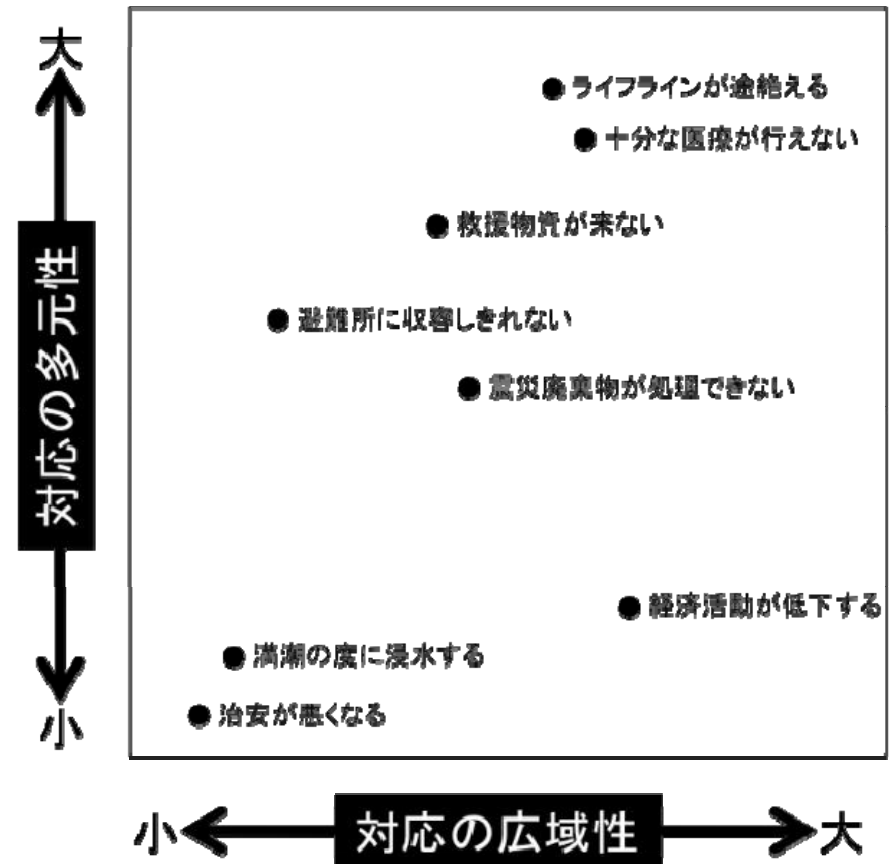 大
ライフラインが途絶える
十分な医療が行えない
救援物資が来ない
対応の多元性
避難所に収容しきれない
震災廃棄物が処理できない
経済活動が低下する
満潮の度に浸水する
治安が悪くなる
小
小 対応の広域性 大